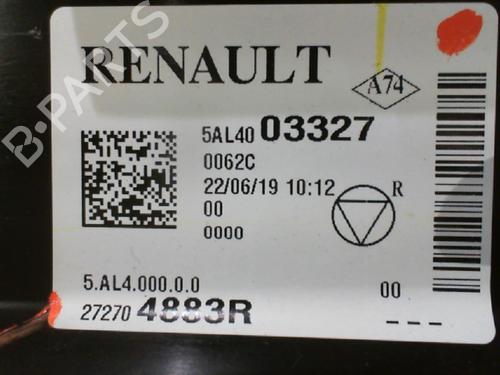 B-PARTS
RENAULT
A74
5AL40 03327
0062C
22/06/19 10:12
R
00
0000
5.AL4.000.0.0
00
27270 4883R
---